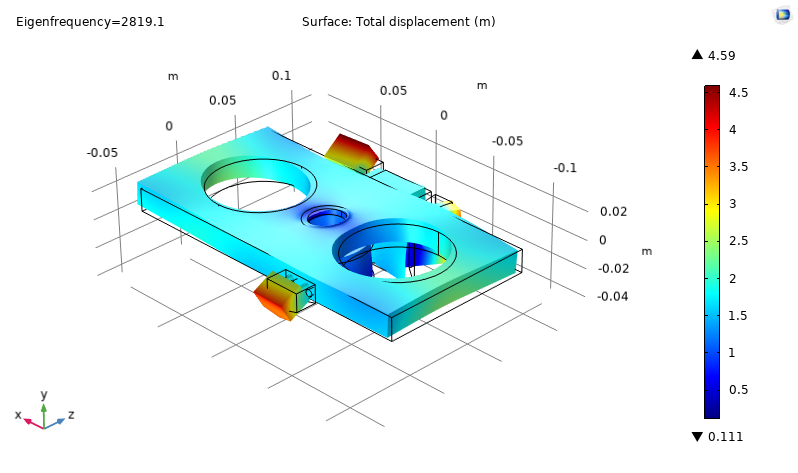 Eigenfrequency=2819.1
Surface: Total displacement (m)
▲ 4.59
m
0.1
0.05
m
4.5
0.05
0
4
0
-0.05
-0.05
-0.1
3.5
3
0.02
2.5
0
m
-0.02
2
-0.04
1.5
1
0.5
y
x
z
▼ 0.111